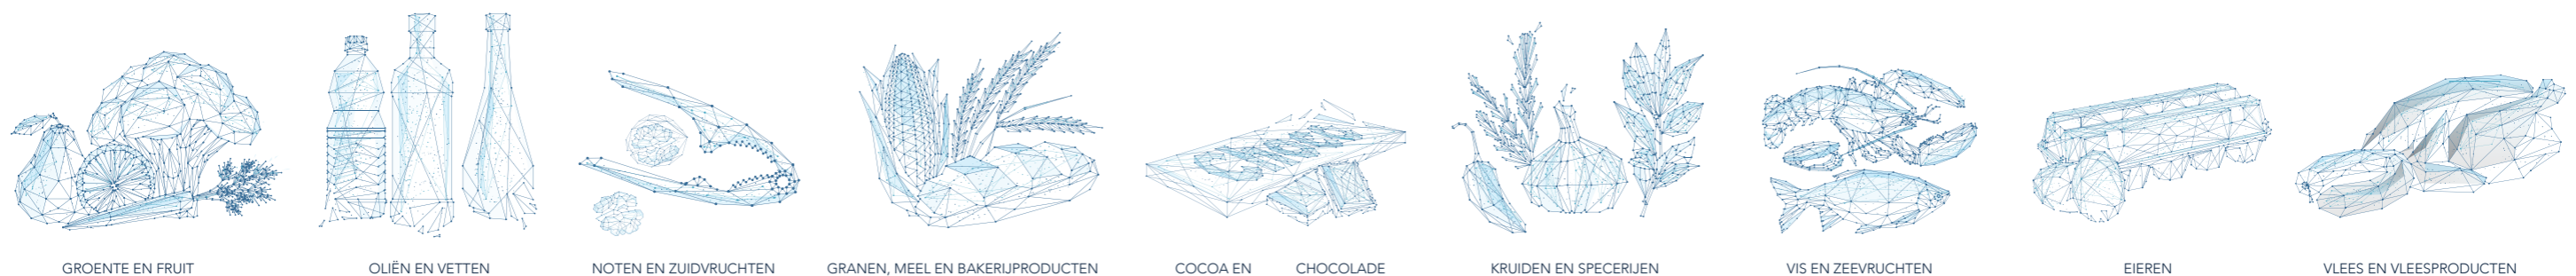 GROENTE EN FRUIT
OLIËN EN VETTEN
NOTEN EN ZUIDVRUCHTEN
GRANEN, MEEL EN BAKERIJPRODUCTEN
COCOA EN CHOCOLADE
KRUIDEN EN SPECERIJEN
VIS EN ZEEVRUCHTEN
EIEREN
VLEES EN VLEESPRODUCTEN